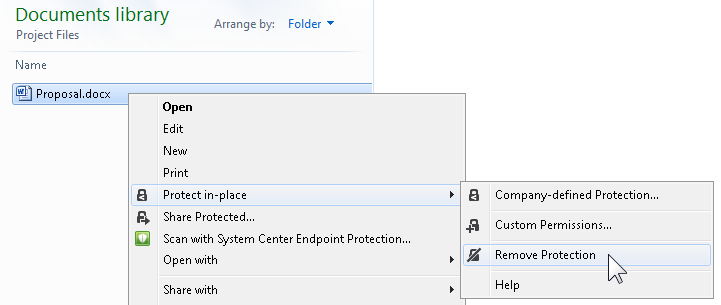 Documents library
Project Files
Arrange by: Folder
Name
Proposal.docx
Open
Edit
New
Print
Protect in-place
Share Protected...
Scan with System Center Endpoint Protection...
Open with
Share with
Company-defined Protection...
Custom Permissions...
Remove Protection
Help